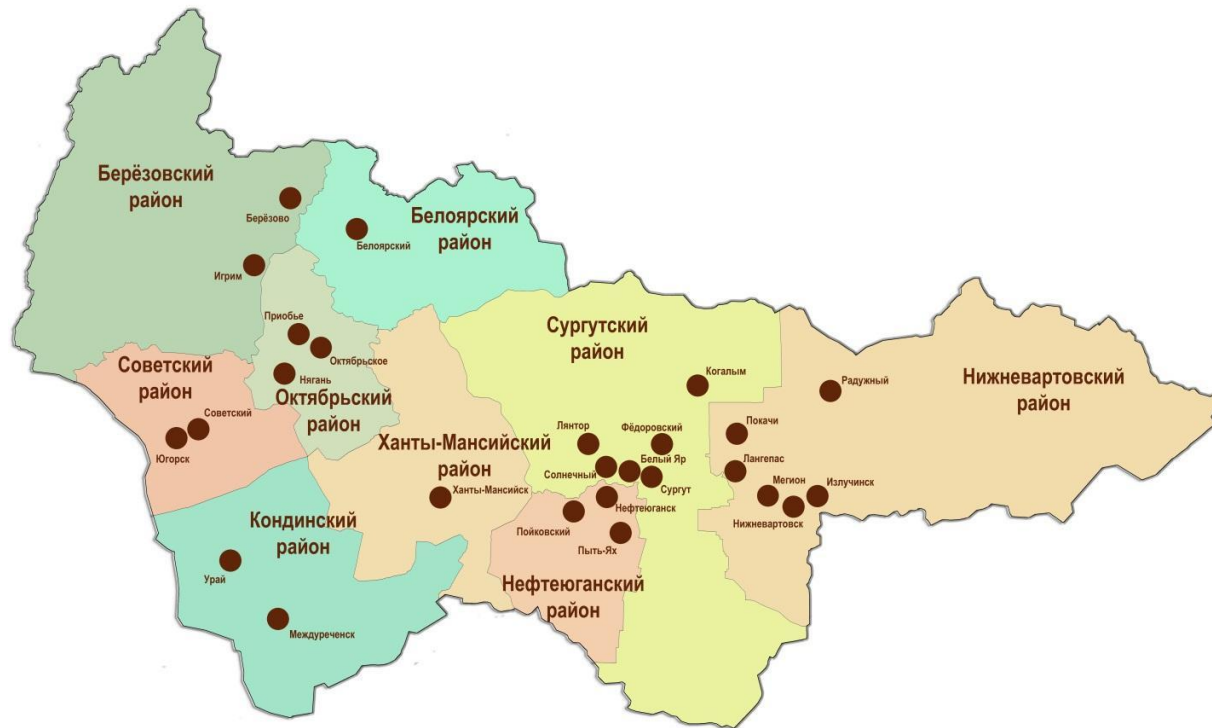 Берёзовский
район
Берёзово
Белоярский
район
Белоярский
Игрим
Приобье
Октябрьское
Нягань
Октябрьский
район
Советский
район
Советский
Югорск
Сургутский
район
Когалым
Лянтор
Фёдоровский
Солнечный
Белый Яр
Сургут
Нижневартовский
район
Радужный
Покачи
Лангепас
Мегион
Излучинск
Нижневартовск
Ханты-Мансийский
район
Ханты-Мансийск
Нефтеюганск
Пойковский
Пыть-Ях
Нефтеюганский
район
Кондинский
район
Урай
Междуреченск